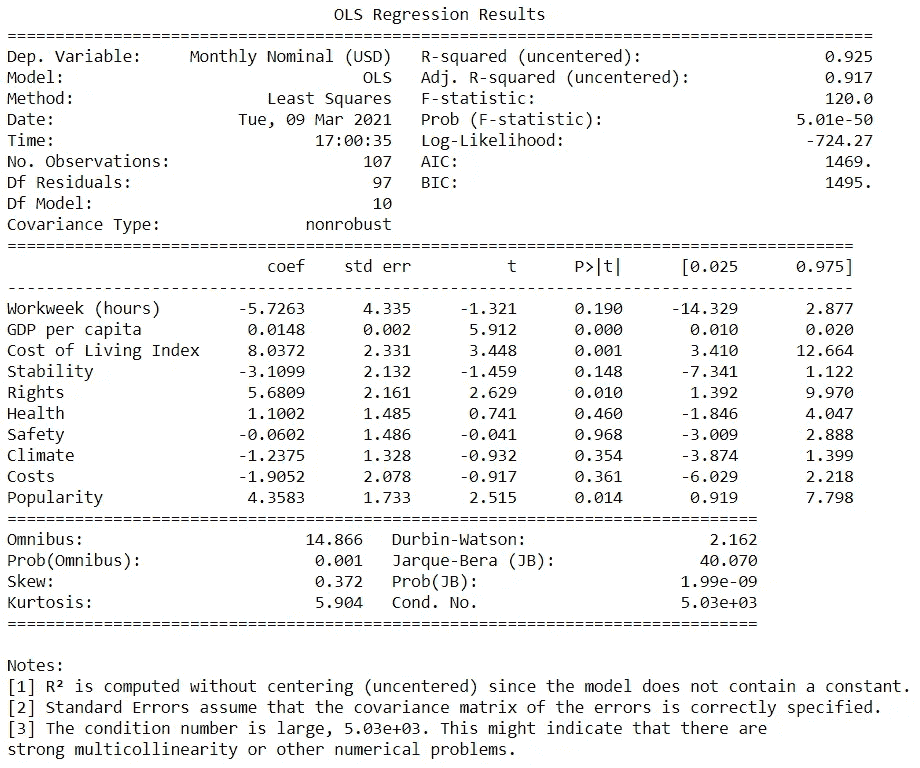 OLS Regression Results
==========================================================================================
Dep. Variable: Monthly Nominal (USD) R-squared (uncentered): 0.925
Model: OLS Adj. R-squared (uncentered): 0.917
Method: Least Squares F-statistic: 120.0
Date: Tue, 09 Mar 2021 Prob (F-statistic): 5.01e-50
Time: 17:00:35 Log-Likelihood: -724.27
No. Observations: 107 AIC: 1469.
Df Residuals: 97 BIC: 1495.
Df Model: 10
Covariance Type: nonrobust
========================================================================================
coef std err t P>|t| [0.025 0.975]
----------------------------------------------------------------------------------------
Workweek (hours) -5.7263 4.335 -1.321 0.190 -14.329 2.877
GDP per capita 0.0148 0.002 5.912 0.000 0.010 0.020
Cost of Living Index 8.0372 2.331 3.448 0.001 3.410 12.664
Stability -3.1099 2.132 -1.459 0.148 -7.341 1.122
Rights 5.6809 2.161 2.629 0.010 1.392 9.970
Health 1.1002 1.485 0.741 0.460 -1.846 4.047
Safety -0.0602 1.486 -0.041 0.968 -3.009 2.888
Climate -1.2375 1.328 -0.932 0.354 -3.874 1.399
Costs -1.9052 2.078 -0.917 0.361 -6.029 2.218
Popularity 4.3583 1.733 2.515 0.014 0.919 7.798
==============================================================================
Omnibus: 14.866 Durbin-Watson: 2.162
Prob(Omnibus): 0.001 Jarque-Bera (JB): 40.070
Skew: 0.372 Prob(JB): 1.99e-09
Kurtosis: 5.904 Cond. No. 5.03e+03
==============================================================================
Notes:
[1] R² is computed without centering (uncentered) since the model does not contain a constant.
[2] Standard Errors assume that the covariance matrix of the errors is correctly specified.
[3] The condition number is large, 5.03e+03. This might indicate that there are
strong multicollinearity or other numerical problems.